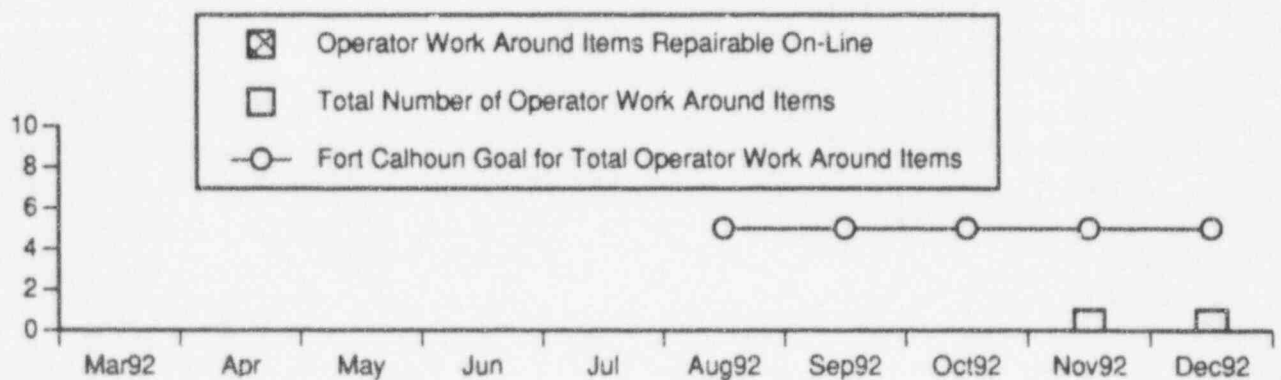 Operator Work Around Items Repairable On-Line
Total Number of Operator Work Around Items
Fort Calhoun Goal for Total Operator Work Around Items
10
8
6
4
2
0
Mar92 Apr May Jun Jul Aug92 Sep92 Oct92 Nov92 Dec92